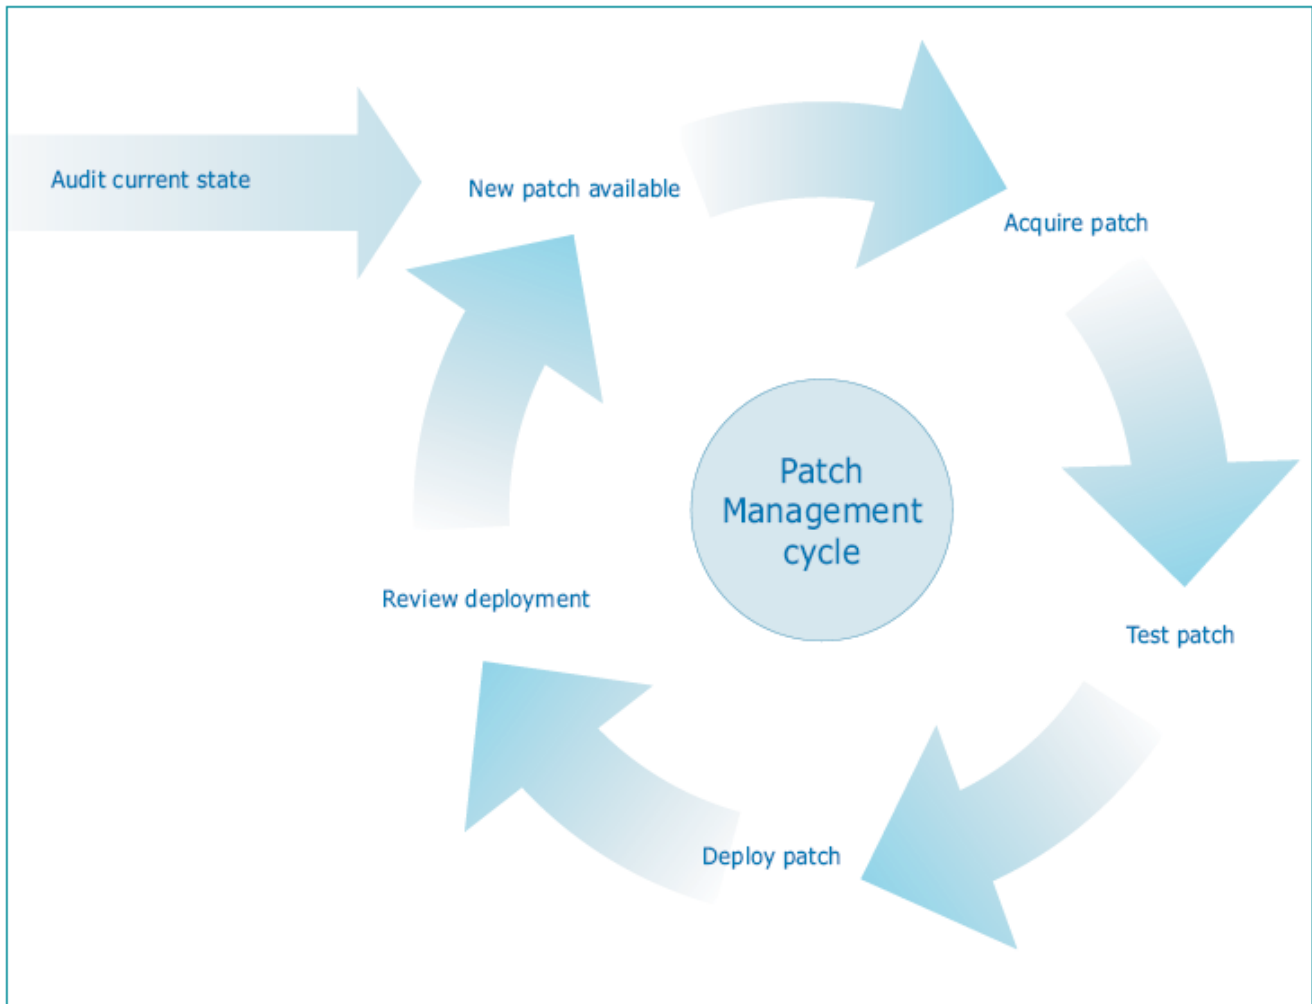 Audit current state
New patch available
Acquire patch
Patch
Management
cycle
Review deployment
Test patch
Deploy patch